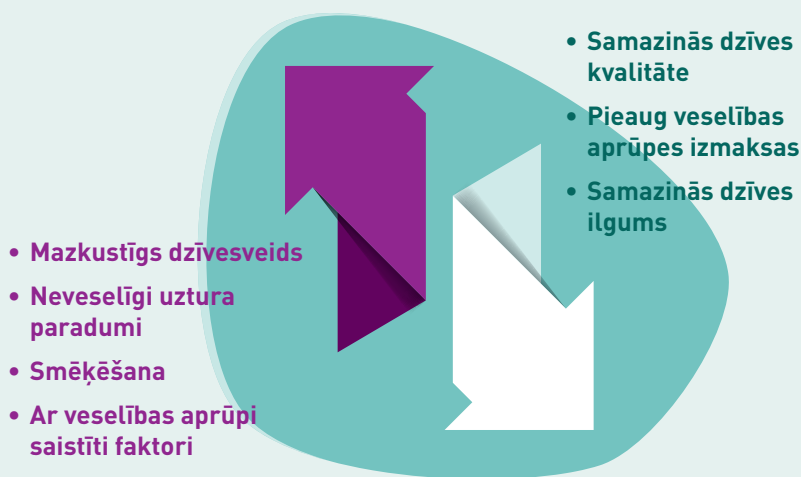 • Samazinās dzīves
kvalitāte
• Pieaug veselības
aprūpes izmaksas
• Samazinās dzīves
ilgums
• Mazkustīgs dzīvesveids
• Neveselīgi uztura
paradumi
• Smēķēšana
• Ar veselības aprūpi
saistīti faktori